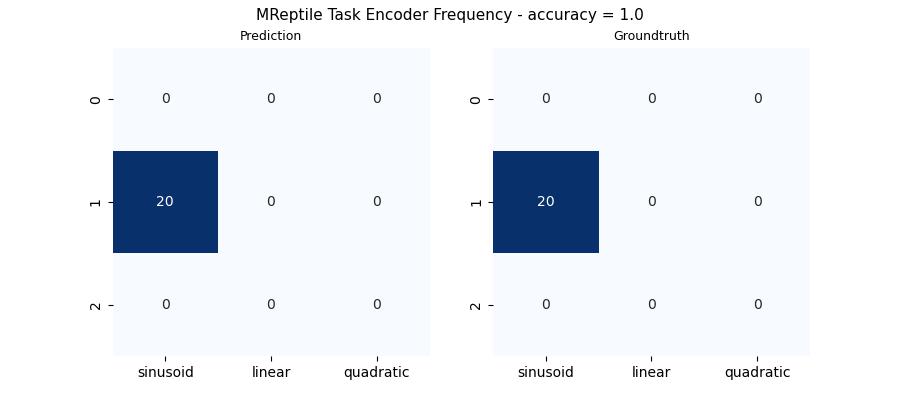 MReptile Task Encoder Frequency - accuracy = 1.0
Prediction Groundtruth
0 0 0 0 0 0 0 0
1 20 0 0 1 20 0 0
2 0 0 0 2 0 0 0
sinusoid linear quadratic sinusoid linear quadratic